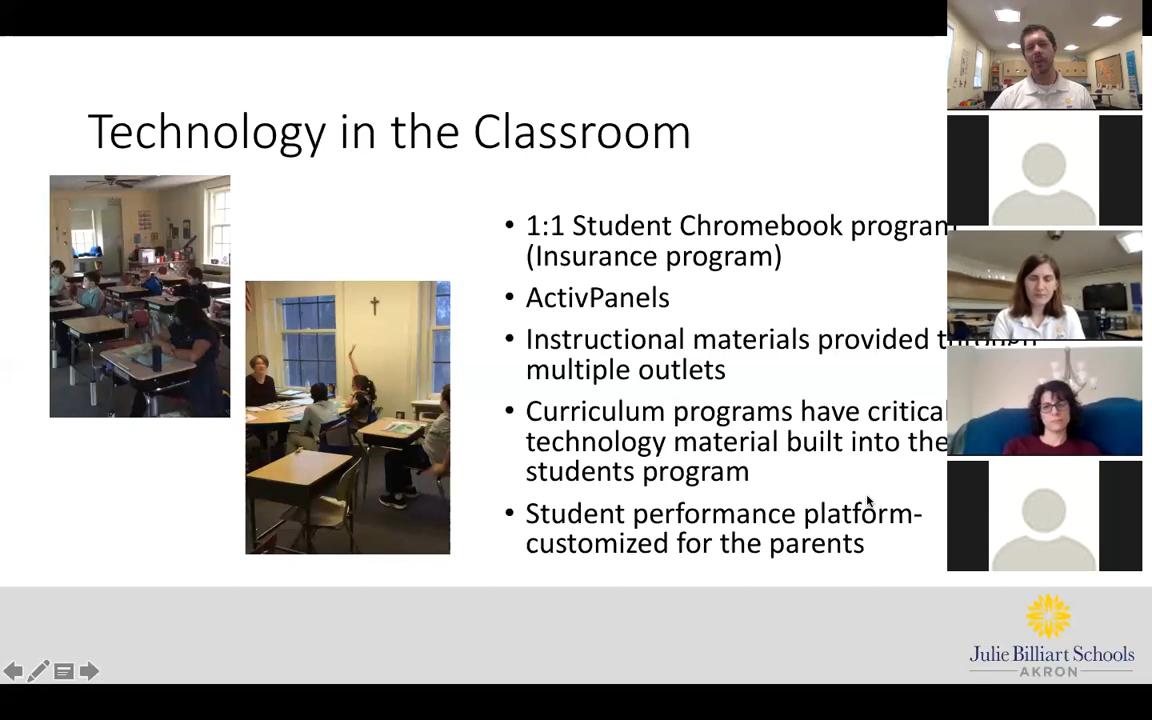 Technology in the Classroom
• 1:1 Student Chromebook program
(Insurance program)
• ActivPanels
• Instructional materials provided through
multiple outlets
• Curriculum programs have critical
technology material built into the
students program
• Student performance platform-
customized for the parents
Julie Billiart Schools
AKRON